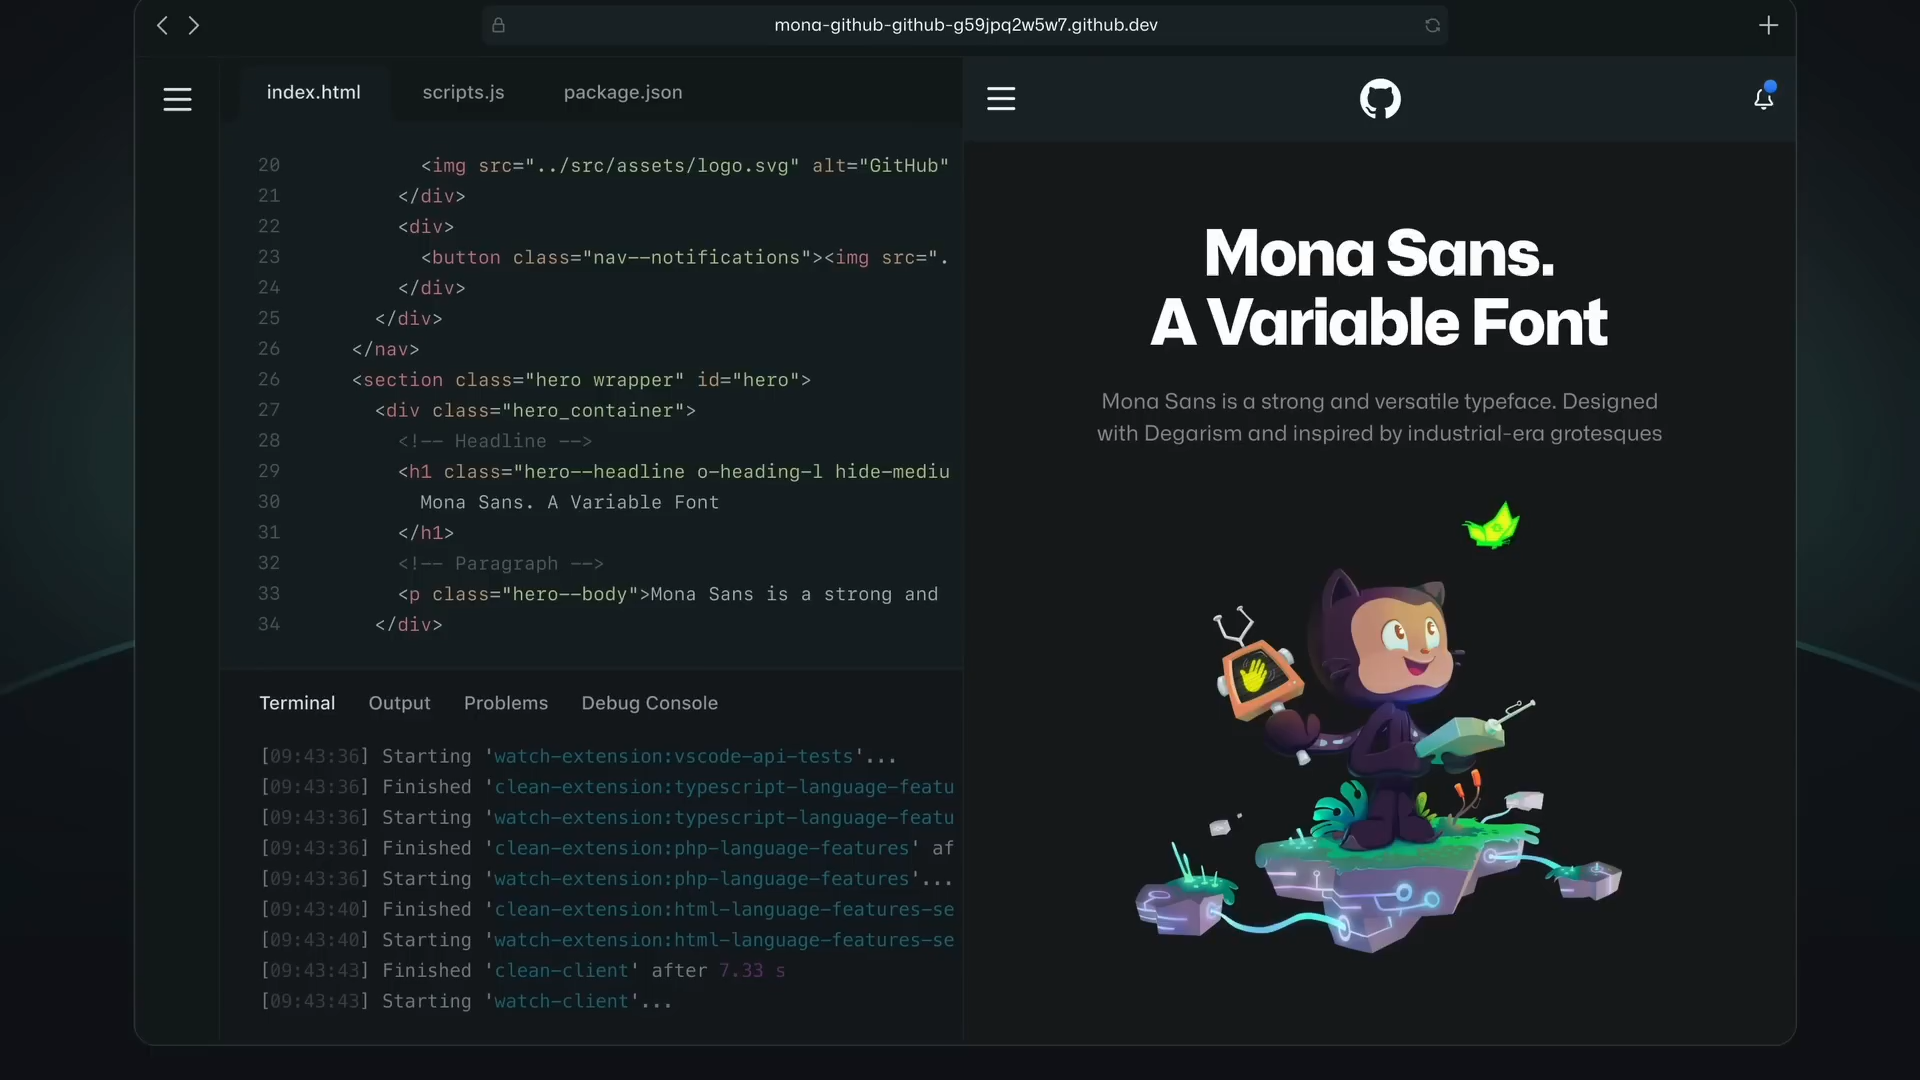 mona-github-github-g59jpq2w5w7.github.dev
index.html scripts.js package.json
20 <img src="../src/assets/logo.svg" alt="GitHub"
21 </div>
22 <div>
23 <button class="nav--notifications"><img src=".
24 </div>
25 </div>
26 </nav>
26 <section class="hero wrapper" id="hero">
27 <div class="hero_container">
28 <!-- Headline -->
29 <h1 class="hero--headline o-heading-l hide-mediu
30 Mona Sans. A Variable Font
31 </h1>
32 <!-- Paragraph -->
33 <p class="hero--body">Mona Sans is a strong and
34 </div>
Terminal Output Problems Debug Console
[09:43:36] Starting 'watch-extension:vscode-api-tests'...
[09:43:36] Finished 'clean-extension:typescript-language-featu
[09:43:36] Starting 'watch-extension:typescript-language-featu
[09:43:36] Finished 'clean-extension:php-language-features' af
[09:43:36] Starting 'watch-extension:php-language-features'...
[09:43:40] Finished 'clean-extension:html-language-features-se
[09:43:40] Starting 'watch-extension:html-language-features-se
[09:43:43] Finished 'clean-client' after 7.33 s
[09:43:43] Starting 'watch-client'...
Mona Sans.
A Variable Font
Mona Sans is a strong and versatile typeface. Designed
with Degarism and inspired by industrial-era grotesques